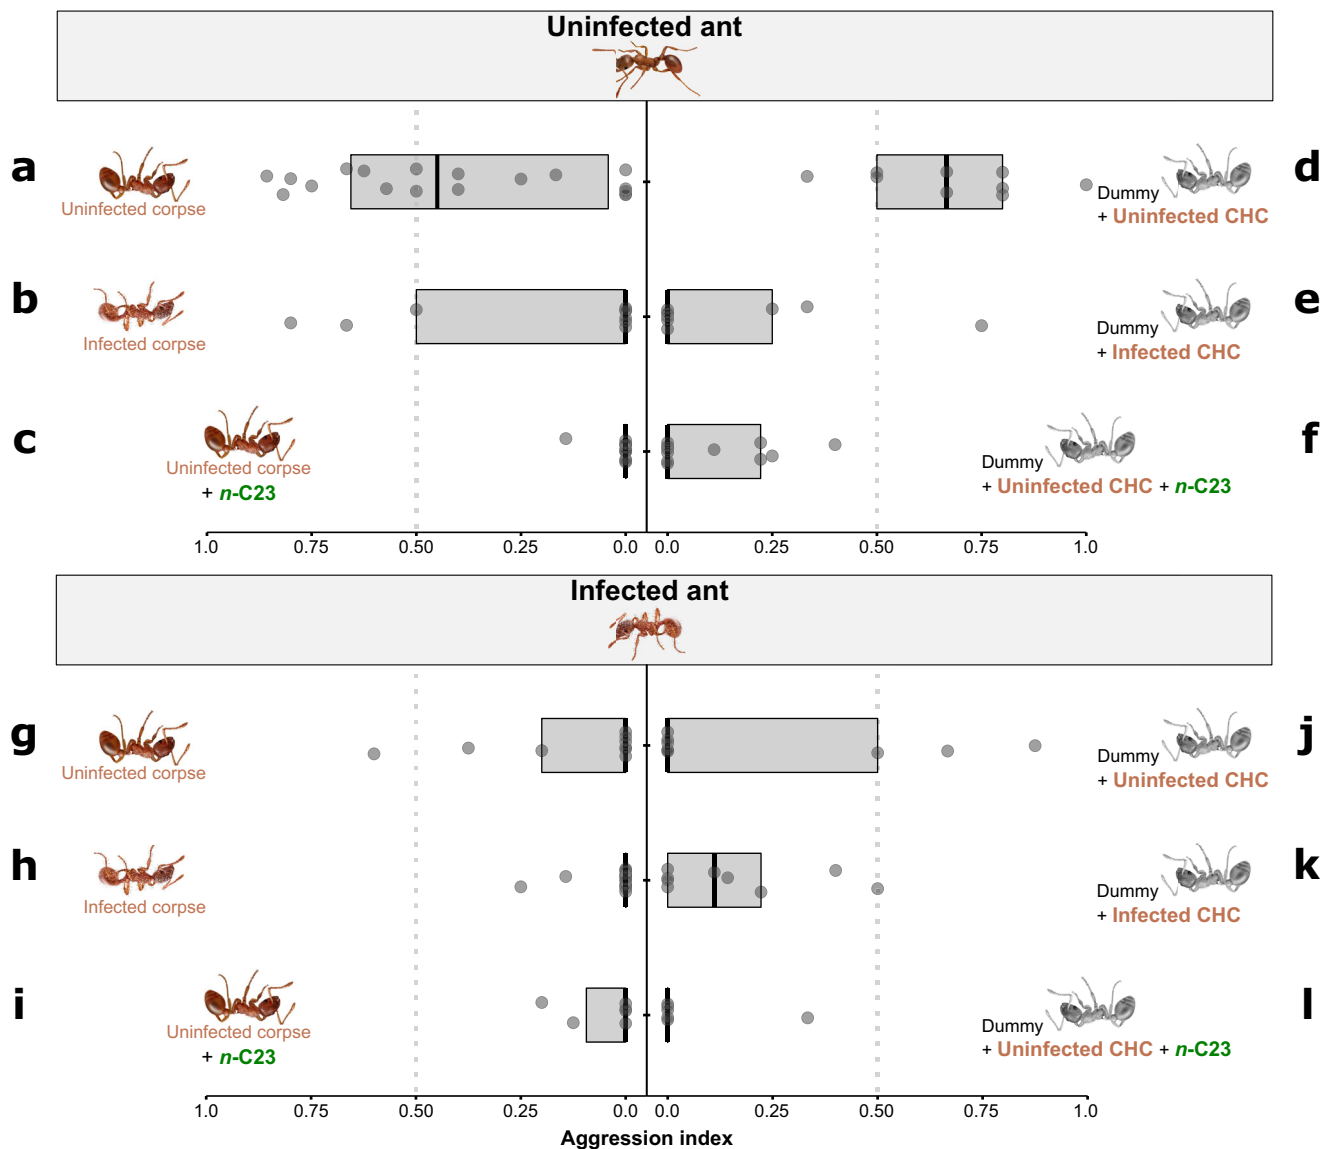 Uninfected ant
a
Uninfected corpse
d
Dummy
+ Uninfected CHC
b
Infected corpse
e
Dummy
+ Infected CHC
c
Uninfected corpse
+ n-C23
f
Dummy
+ Uninfected CHC + n-C23
1.0 0.75 0.50 0.25 0.0 0.0 0.25 0.50 0.75 1.0
Infected ant
g
Uninfected corpse
j
Dummy
+ Uninfected CHC
h
Infected corpse
k
Dummy
+ Infected CHC
i
Uninfected corpse
+ n-C23
l
Dummy
+ Uninfected CHC + n-C23
1.0 0.75 0.50 0.25 0.0 0.0 0.25 0.50 0.75 1.0
Aggression index